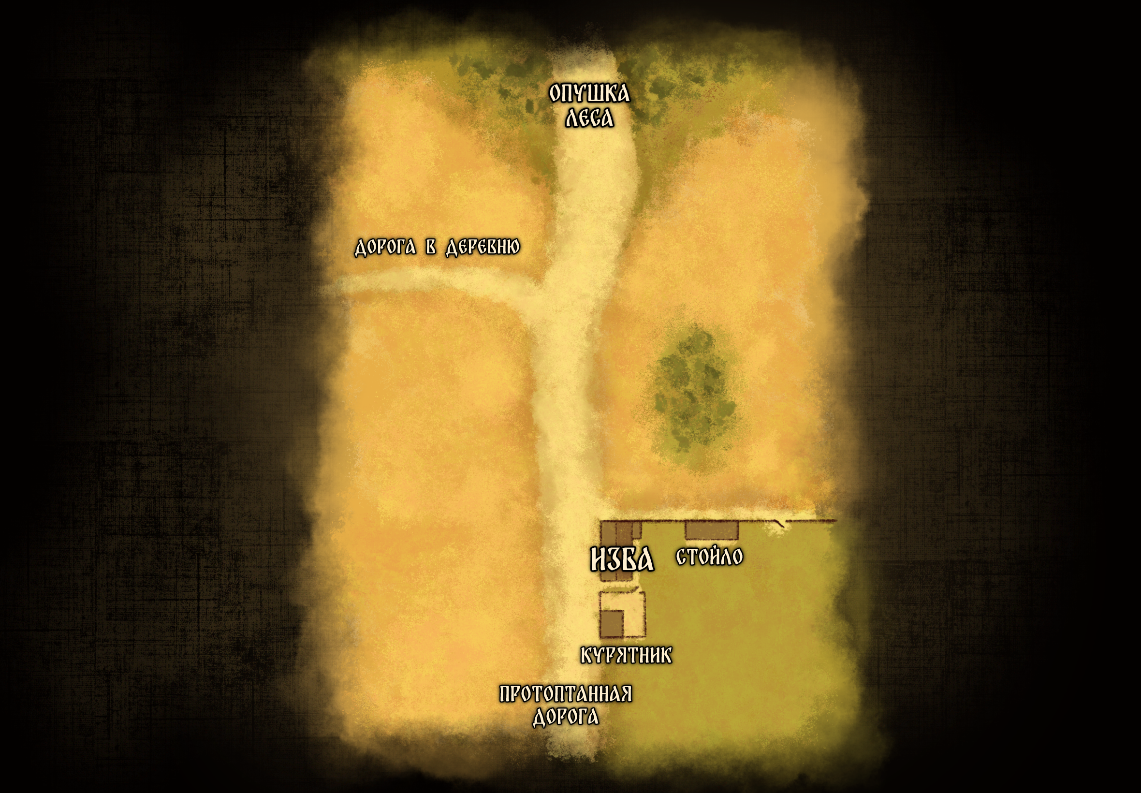 ОПУШКА
ЛЕСА
ДОРОГА В ДЕРЕВНЮ
ИЗБА
СТОЙЛО
КУРЯТНИК
ПРОТОПТАННАЯ
ДОРОГА